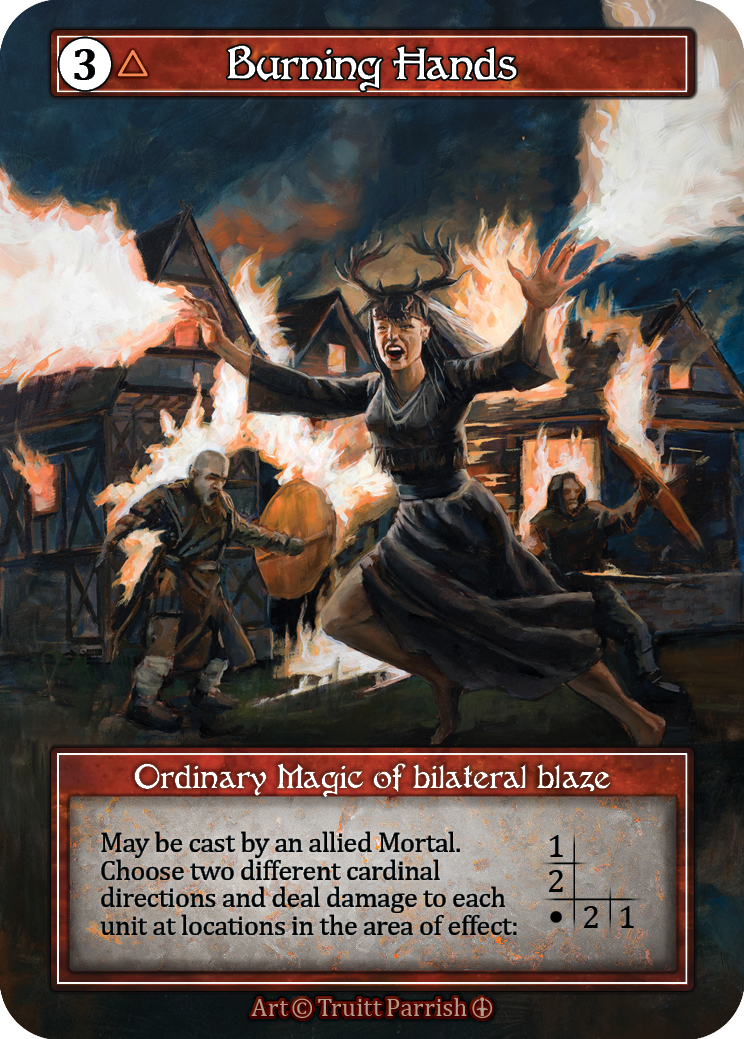 3 Burning Hands
Ordinary Magic of bilateral blaze
May be cast by an allied Mortal.
Choose two different cardinal
directions and deal damage to each
unit at locations in the area of effect:
1
2
• 2 1
Art © Truitt Parrish